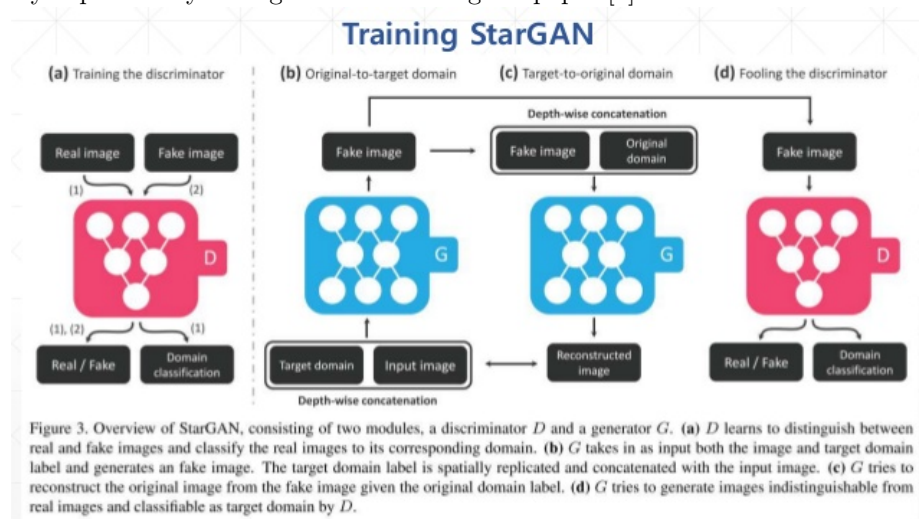 Training StarGAN
(a) Training the discriminator
(b) Original-to-target domain
(c) Target-to-original domain
(d) Fooling the discriminator
Real image
Fake image
(1)
(2)
D
(1), (2)
(1)
Real / Fake
Domain
classification
Fake image
G
Target domain
Input image
Depth-wise concatenation
Depth-wise concatenation
Fake image
Original
domain
G
Reconstructed
image
Fake image
D
Real / Fake
Domain
classification
Figure 3. Overview of StarGAN, consisting of two modules, a discriminator D and a generator G. (a) D learns to distinguish between
real and fake images and classify the real images to its corresponding domain. (b) G takes in as input both the image and target domain
label and generates an fake image. The target domain label is spatially replicated and concatenated with the input image. (c) G tries to
reconstruct the original image from the fake image given the original domain label. (d) G tries to generate images indistinguishable from
real images and classifiable as target domain by D.